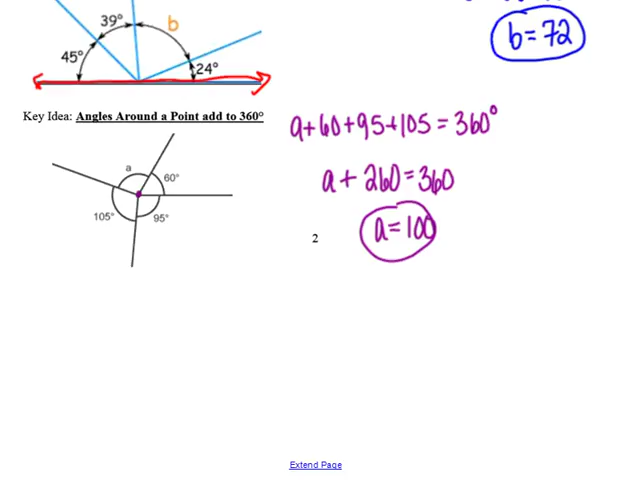 39°
b
45°
24°
b=72
Key Idea: Angles Around a Point add to 360°
a+60+95+105=360°
a
60°
a+260=360
105°
95°
a=100
2
Extend Page